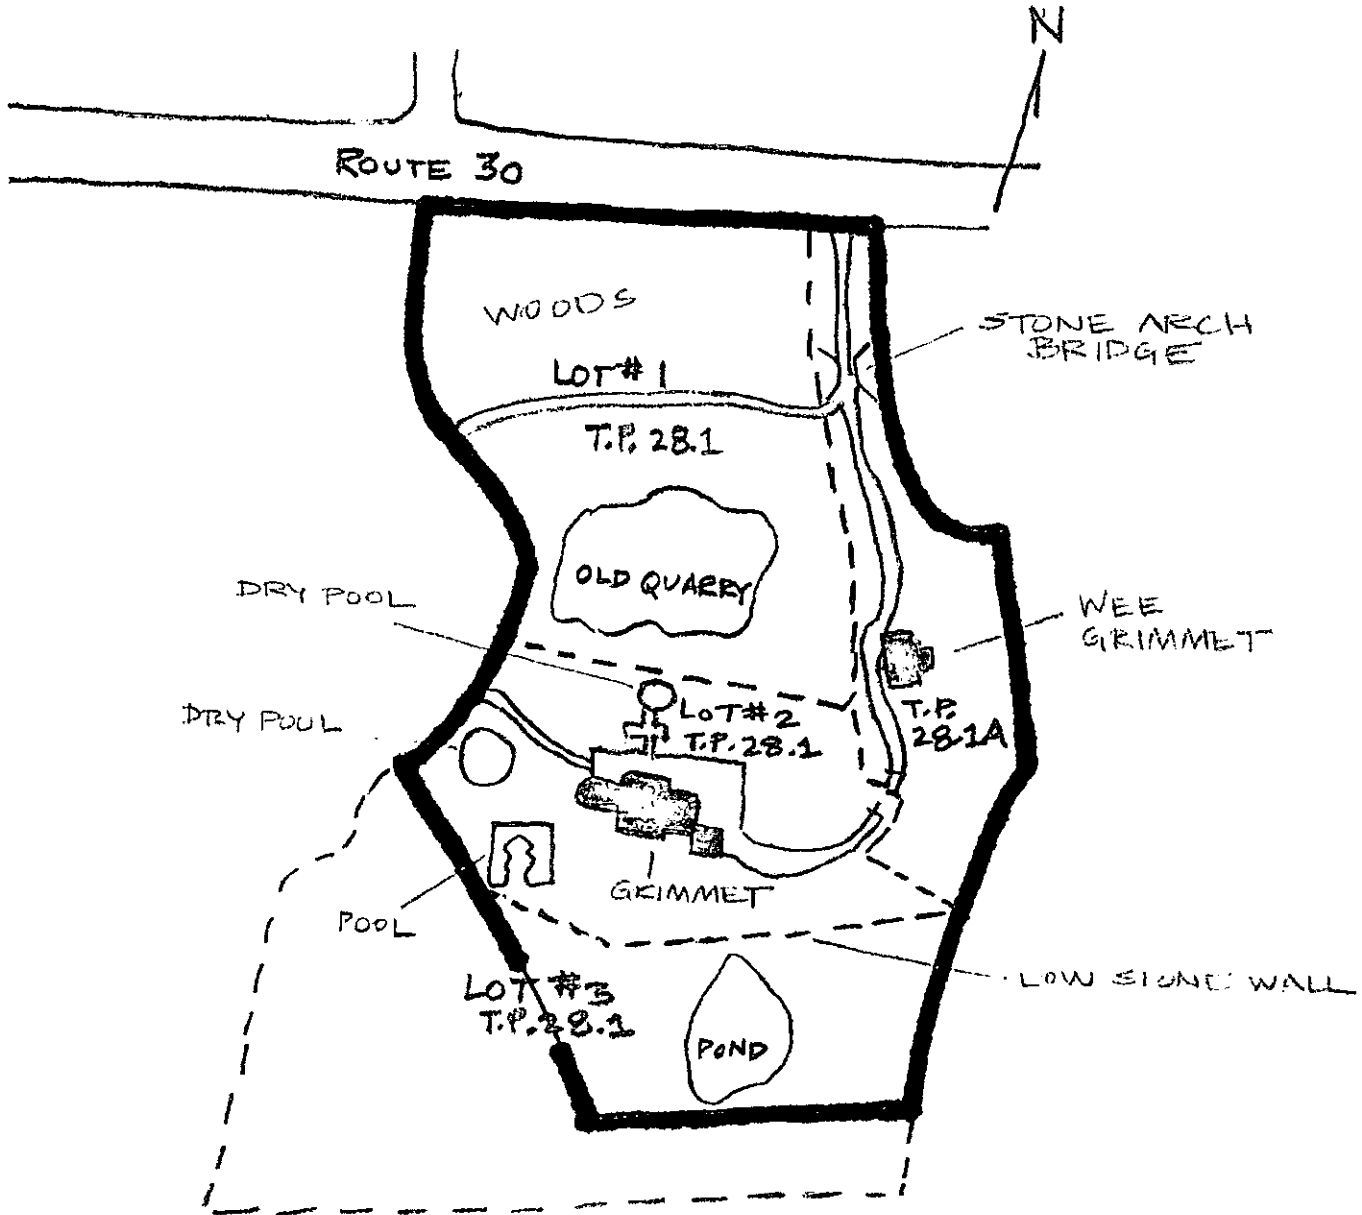 N
ROUTE 30
WOODS
STONE ARCH
BRIDGE
LOT #1
T.P. 28.1
OLD QUARRY
DRY POOL
WEE
GRIMMET
DRY POOL
LOT #2
T.P. 28.1
T.P.
28.1A
GRIMMET
POOL
LOW STONE WALL
LOT #3
T.P. 28.1
POND